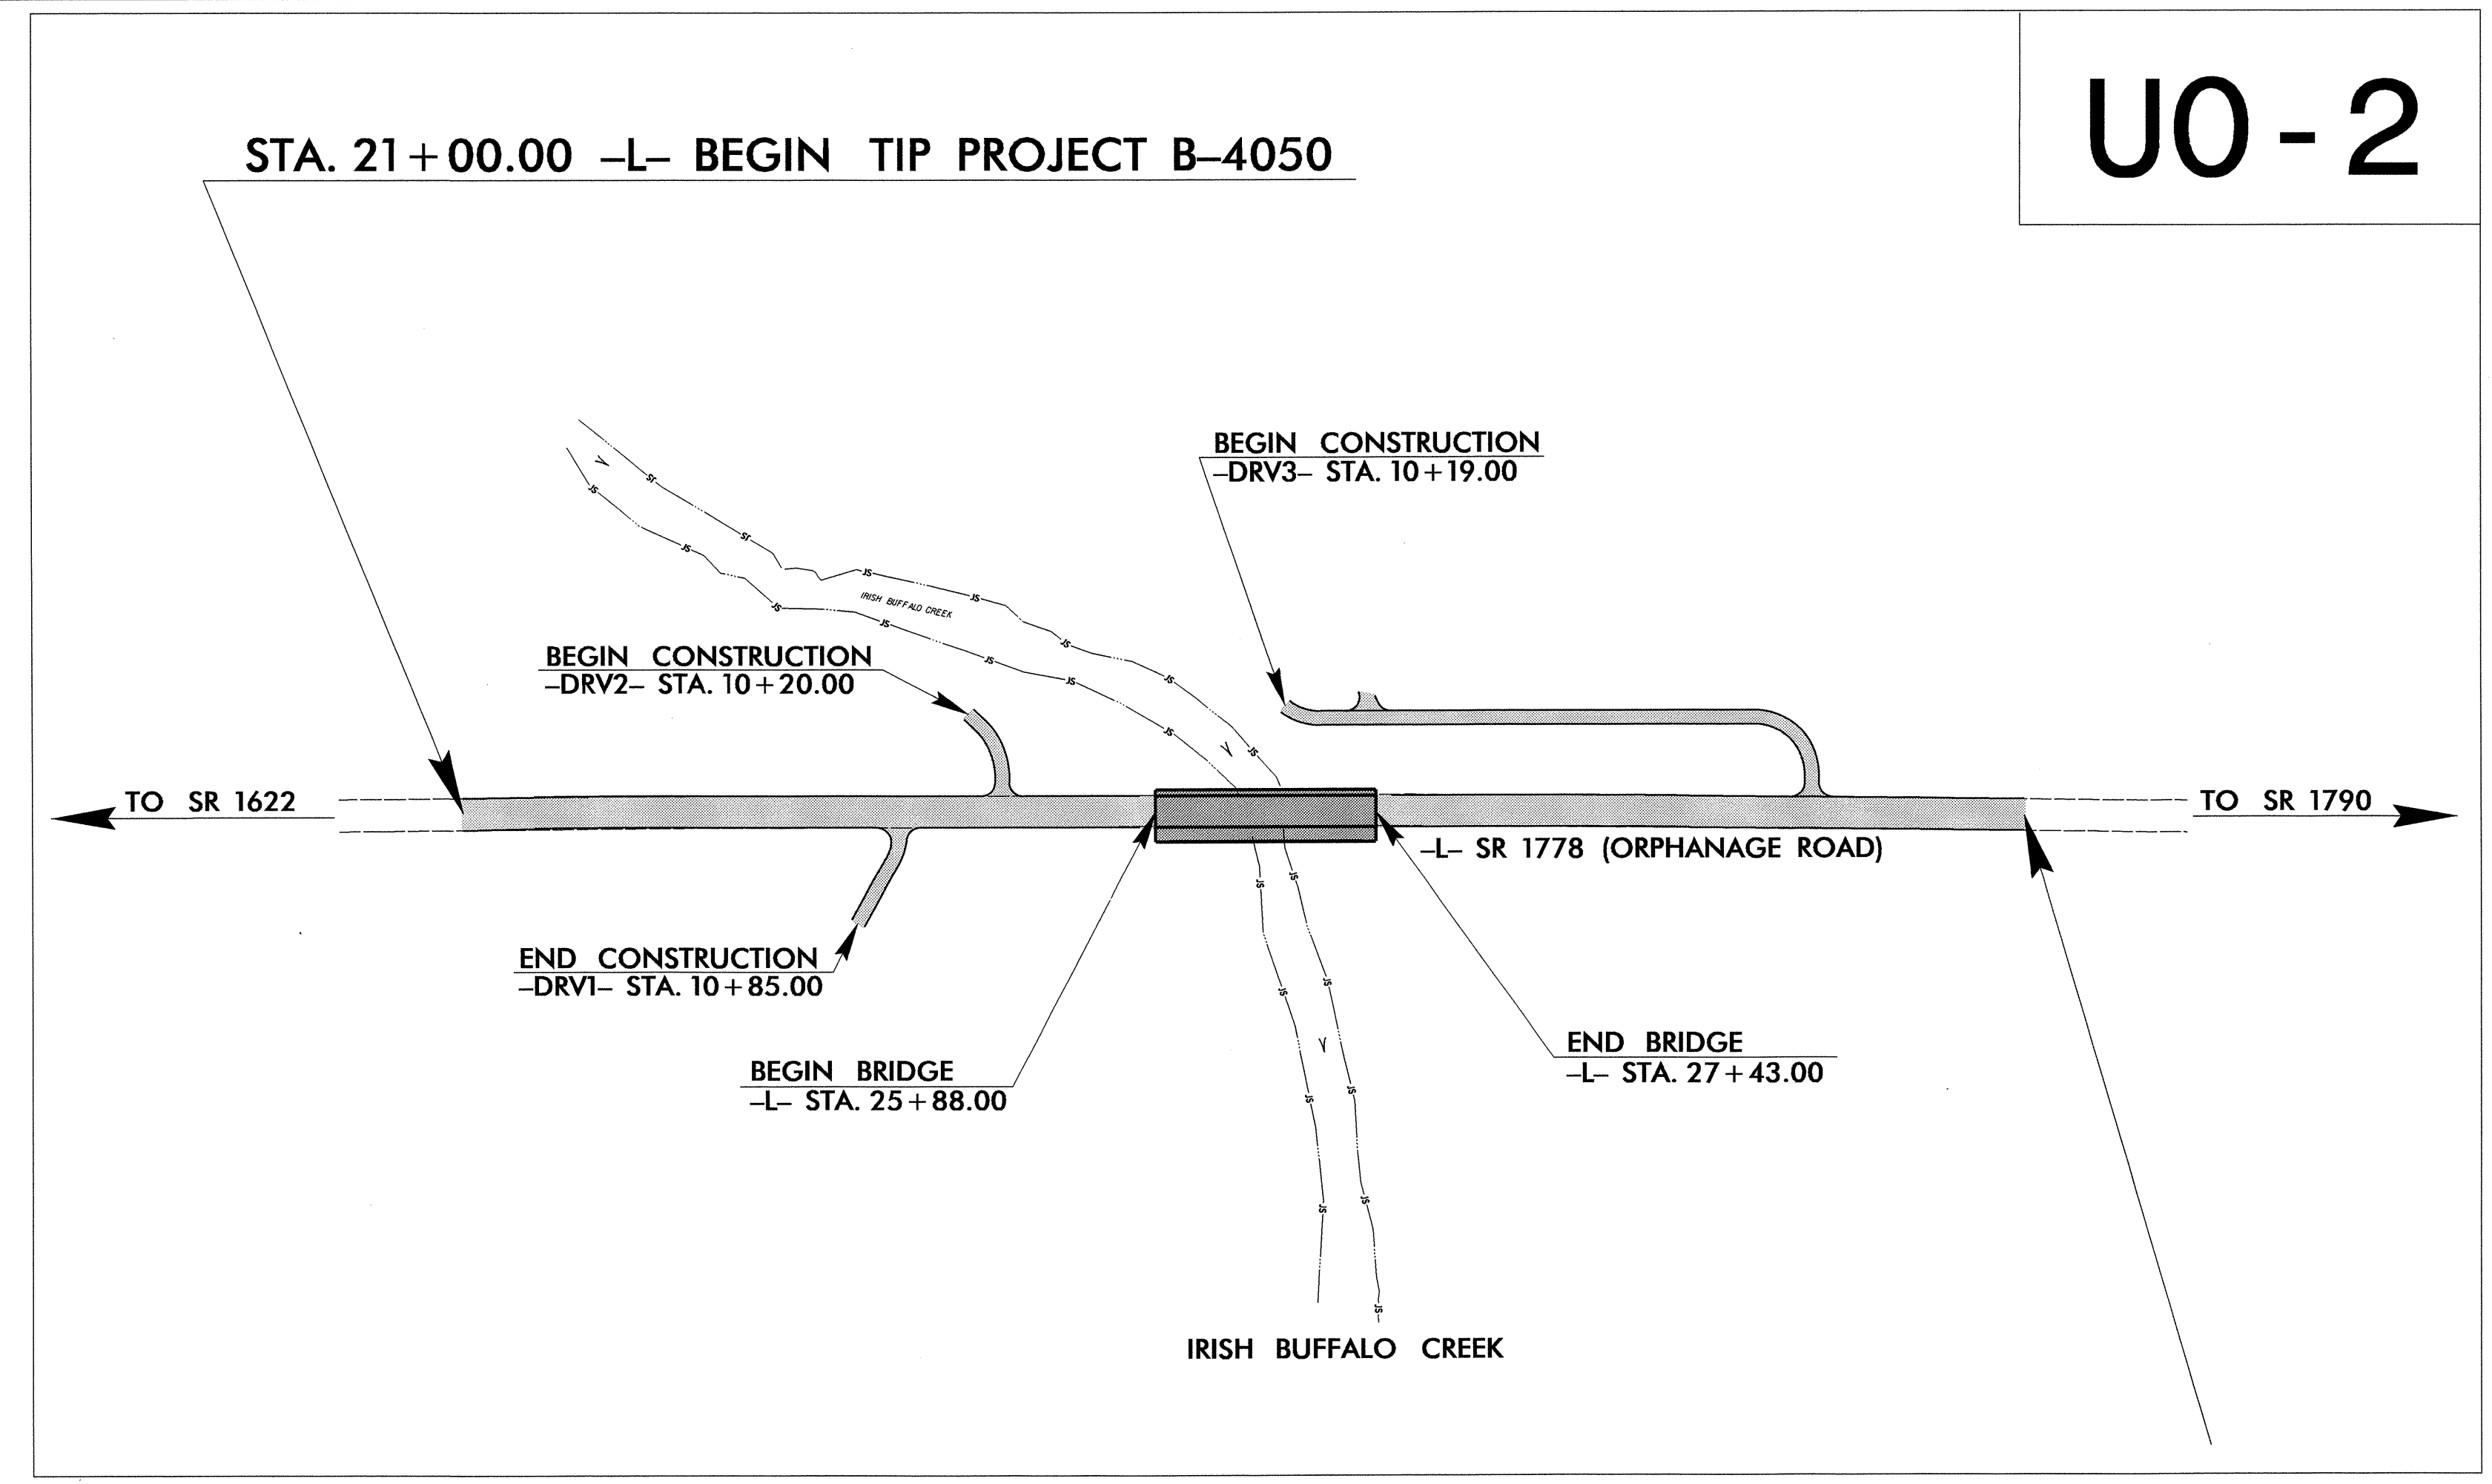 UO-2
STA. 21+00.00 –L– BEGIN TIP PROJECT B–4050
BEGIN CONSTRUCTION
–DRV3– STA. 10+19.00
IRISH BUFFALO CREEK
BEGIN CONSTRUCTION
–DRV2– STA. 10+20.00
TO SR 1622
TO SR 1790
–L– SR 1778 (ORPHANAGE ROAD)
END CONSTRUCTION
–DRV1– STA. 10+85.00
END BRIDGE
–L– STA. 27+43.00
BEGIN BRIDGE
–L– STA. 25+88.00
IRISH BUFFALO CREEK